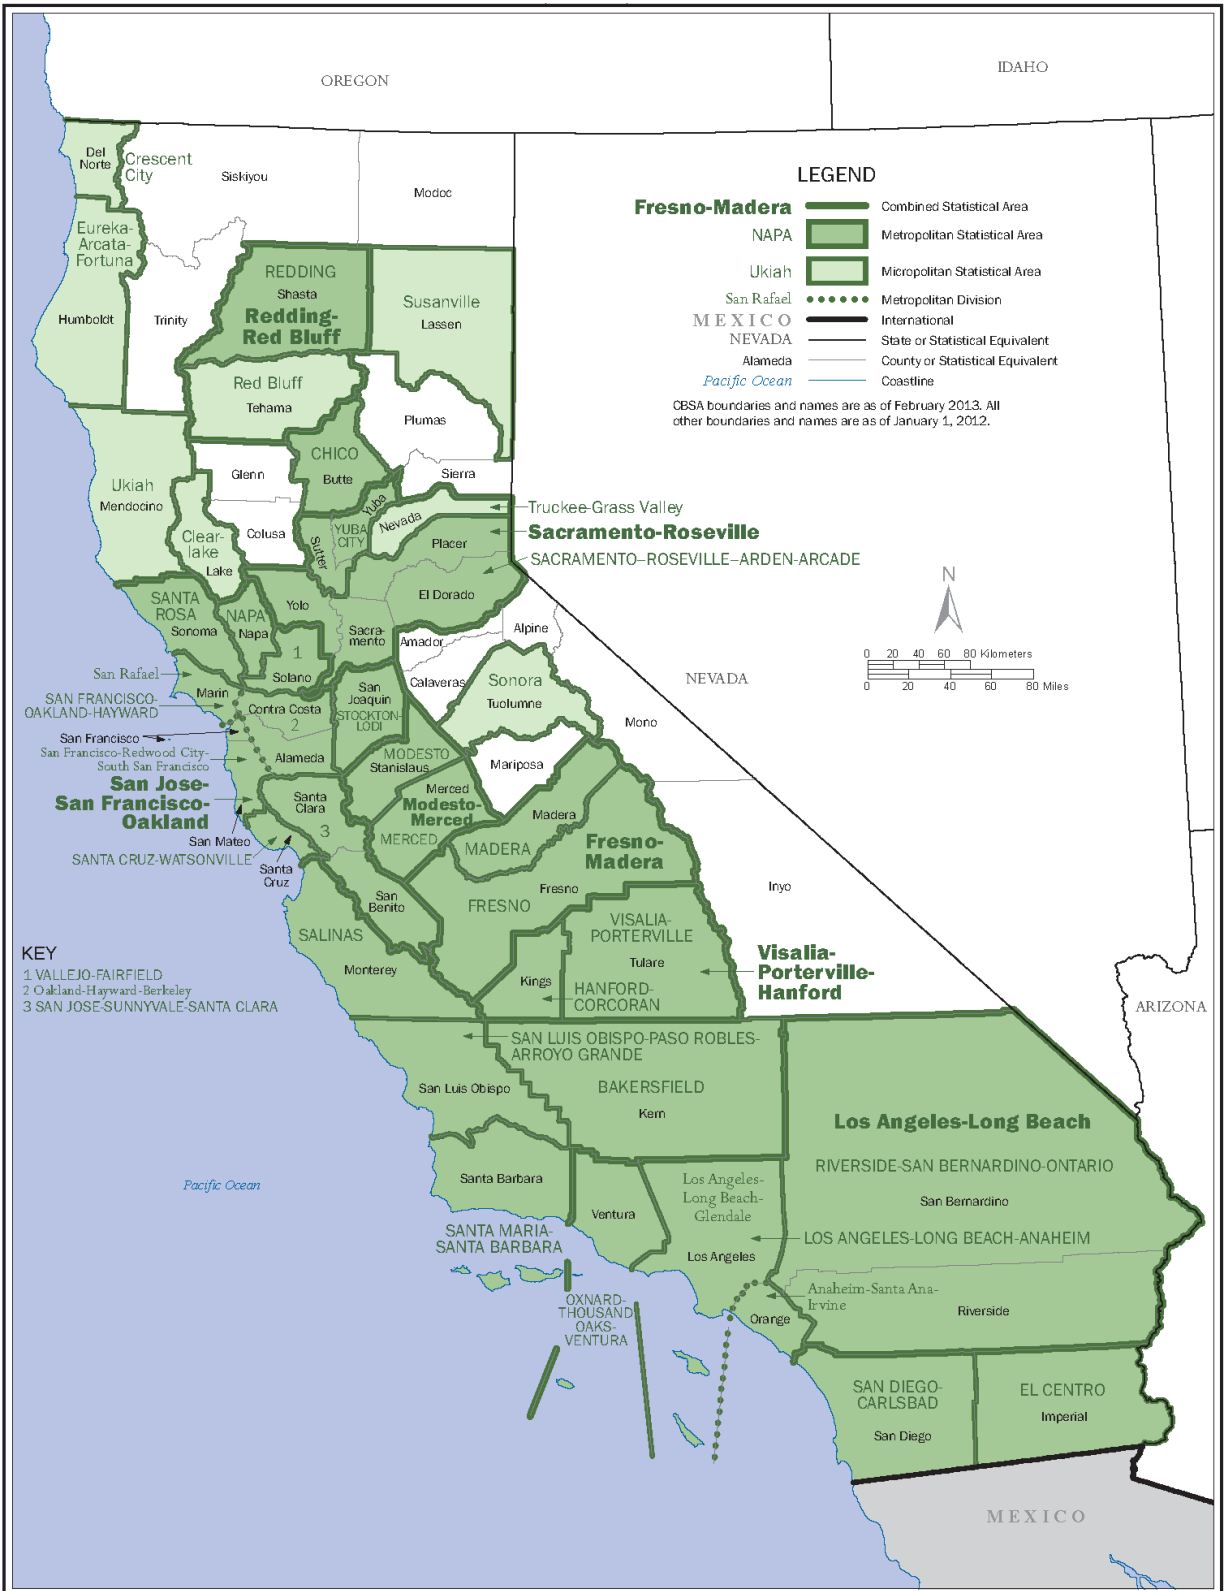 OREGON
IDAHO
Del
Norte
Crescent
City
Siskiyou
Modoc
LEGEND
Fresno-Madera
Combined Statistical Area
NAPA
Metropolitan Statistical Area
Ukiah
Micropolitan Statistical Area
San Rafael
Metropolitan Division
MEXICO
International
NEVADA
State or Statistical Equivalent
Alameda
County or Statistical Equivalent
Pacific Ocean
Coastline
CBSA boundaries and names are as of February 2013. All
other boundaries and names are as of January 1, 2012.
Eureka-
Arcata-
Fortuna
Humboldt
Trinity
REDDING
Shasta
Redding-
Red Bluff
Susanville
Lassen
Red Bluff
Tehama
Plumas
CHICO
Butte
Glenn
Sierra
Ukiah
Mendocino
Yuba
Nevada
Truckee-Grass Valley
Clear-
lake
Lake
Colusa
Sutter
YUBA
CITY
Placer
Sacramento-Roseville
SACRAMENTO–ROSEVILLE–ARDEN-ARCADE
El Dorado
SANTA
ROSA
Sonoma
NAPA
Napa
Yolo
Sacra-
mento
Amador
Alpine
1
Solano
Calaveras
Sonora
Tuolumne
Mono
NEVADA
N
0 20 40 60 80 Kilometers
0 20 40 60 80 Miles
San Rafael
Marin
SAN FRANCISCO-
OAKLAND-HAYWARD
Contra Costa
2
San
Joaquin
STOCKTON-
LODI
San Francisco
San Francisco-Redwood City-
South San Francisco
Alameda
MODESTO
Stanislaus
Mariposa
San Jose-
San Francisco-
Oakland
Santa
Clara
3
Merced
Modesto-
Merced
MERCED
Madera
MADERA
Fresno-
Madera
San Mateo
SANTA CRUZ-WATSONVILLE
Santa
Cruz
San
Benito
Fresno
FRESNO
Inyo
SALINAS
Monterey
VISALIA-
PORTERVILLE
Tulare
Kings
HANFORD-
CORCORAN
Visalia-
Porterville-
Hanford
KEY
1 VALLEJO-FAIRFIELD
2 Oakland-Hayward-Berkeley
3 SAN JOSE-SUNNYVALE-SANTA CLARA
ARIZONA
SAN LUIS OBISPO-PASO ROBLES-
ARROYO GRANDE
San Luis Obispo
BAKERSFIELD
Kern
Los Angeles-Long Beach
RIVERSIDE-SAN BERNARDINO-ONTARIO
San Bernardino
Pacific Ocean
Santa Barbara
Ventura
Los Angeles-
Long Beach-
Glendale
Los Angeles
LOS ANGELES-LONG BEACH-ANAHEIM
SANTA MARIA-
SANTA BARBARA
OXNARD-
THOUSAND
OAKS-
VENTURA
Anaheim-Santa Ana-
Irvine
Orange
Riverside
SAN DIEGO-
CARLSBAD
San Diego
EL CENTRO
Imperial
MEXICO